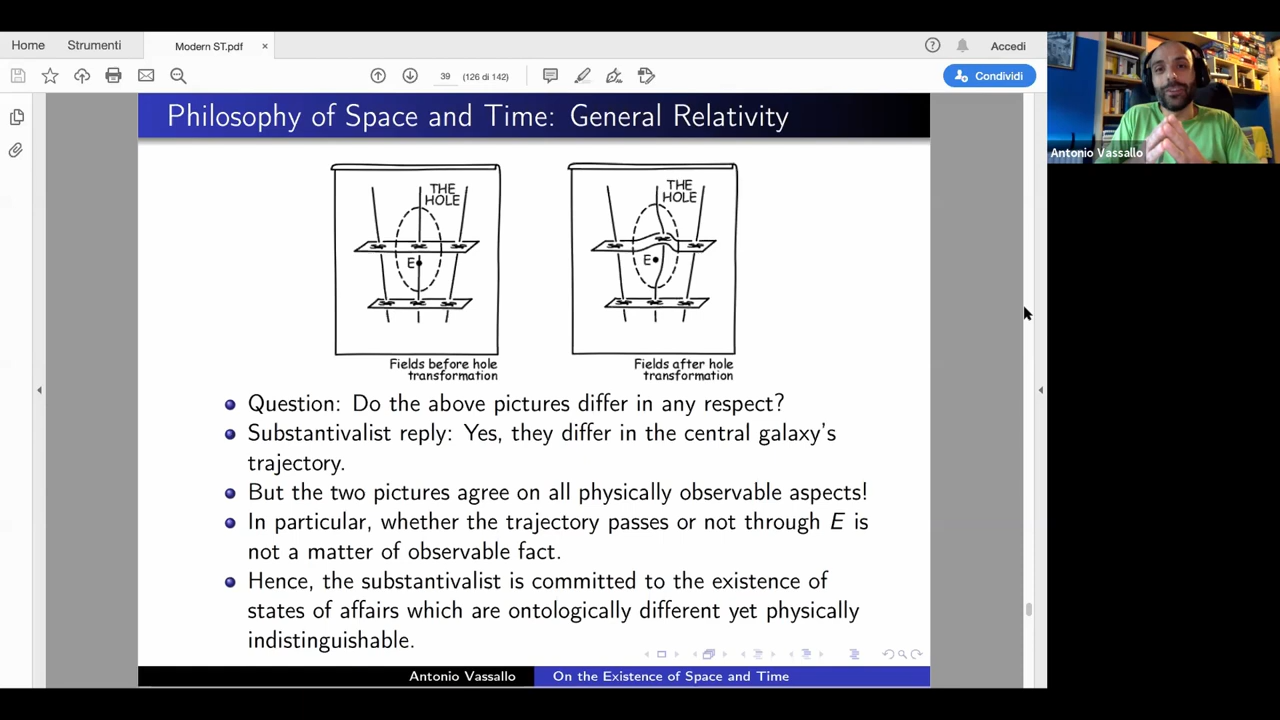 Home Strumenti Modern ST.pdf × Accedi
39 (126 di 142) Condividi
Philosophy of Space and Time: General Relativity
THE
HOLE
E
Fields before hole
transformation
THE
HOLE
E
Fields after hole
transformation
Question: Do the above pictures differ in any respect?
Substantivalist reply: Yes, they differ in the central galaxy's
trajectory.
But the two pictures agree on all physically observable aspects!
In particular, whether the trajectory passes or not through E is
not a matter of observable fact.
Hence, the substantivalist is committed to the existence of
states of affairs which are ontologically different yet physically
indistinguishable.
Antonio Vassallo On the Existence of Space and Time
Antonio Vassallo